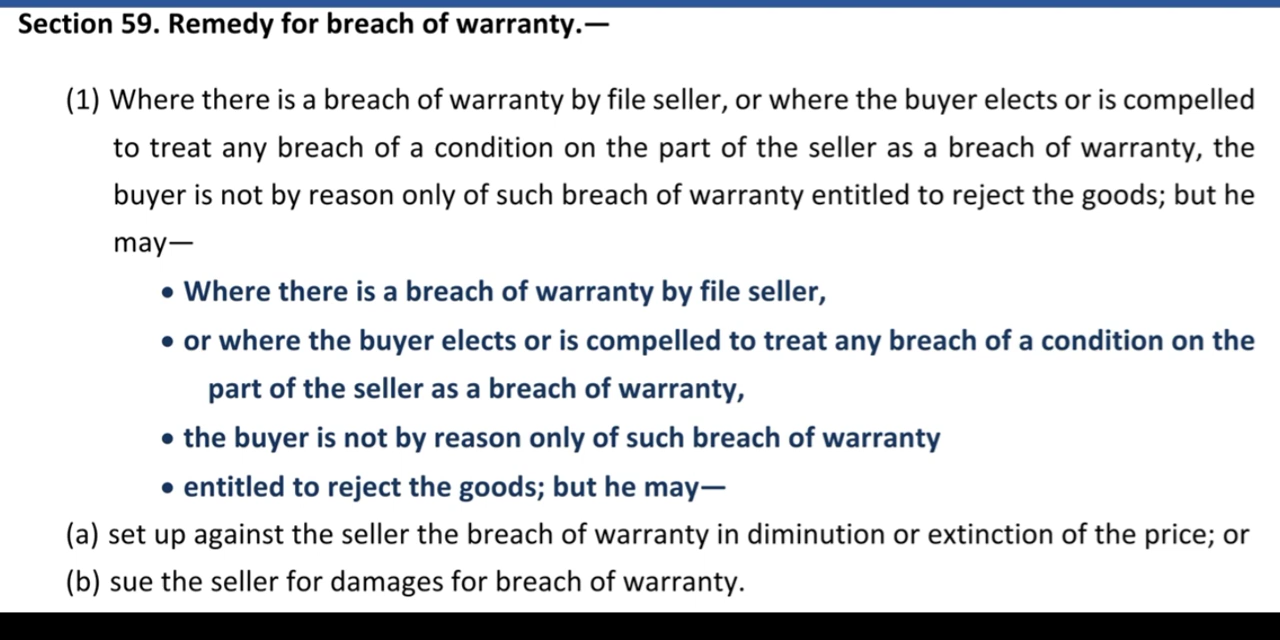 Section 59. Remedy for breach of warranty.—
(1) Where there is a breach of warranty by file seller, or where the buyer elects or is compelled
to treat any breach of a condition on the part of the seller as a breach of warranty, the
buyer is not by reason only of such breach of warranty entitled to reject the goods; but he
may—
• Where there is a breach of warranty by file seller,
• or where the buyer elects or is compelled to treat any breach of a condition on the
part of the seller as a breach of warranty,
• the buyer is not by reason only of such breach of warranty
• entitled to reject the goods; but he may—
(a) set up against the seller the breach of warranty in diminution or extinction of the price; or
(b) sue the seller for damages for breach of warranty.